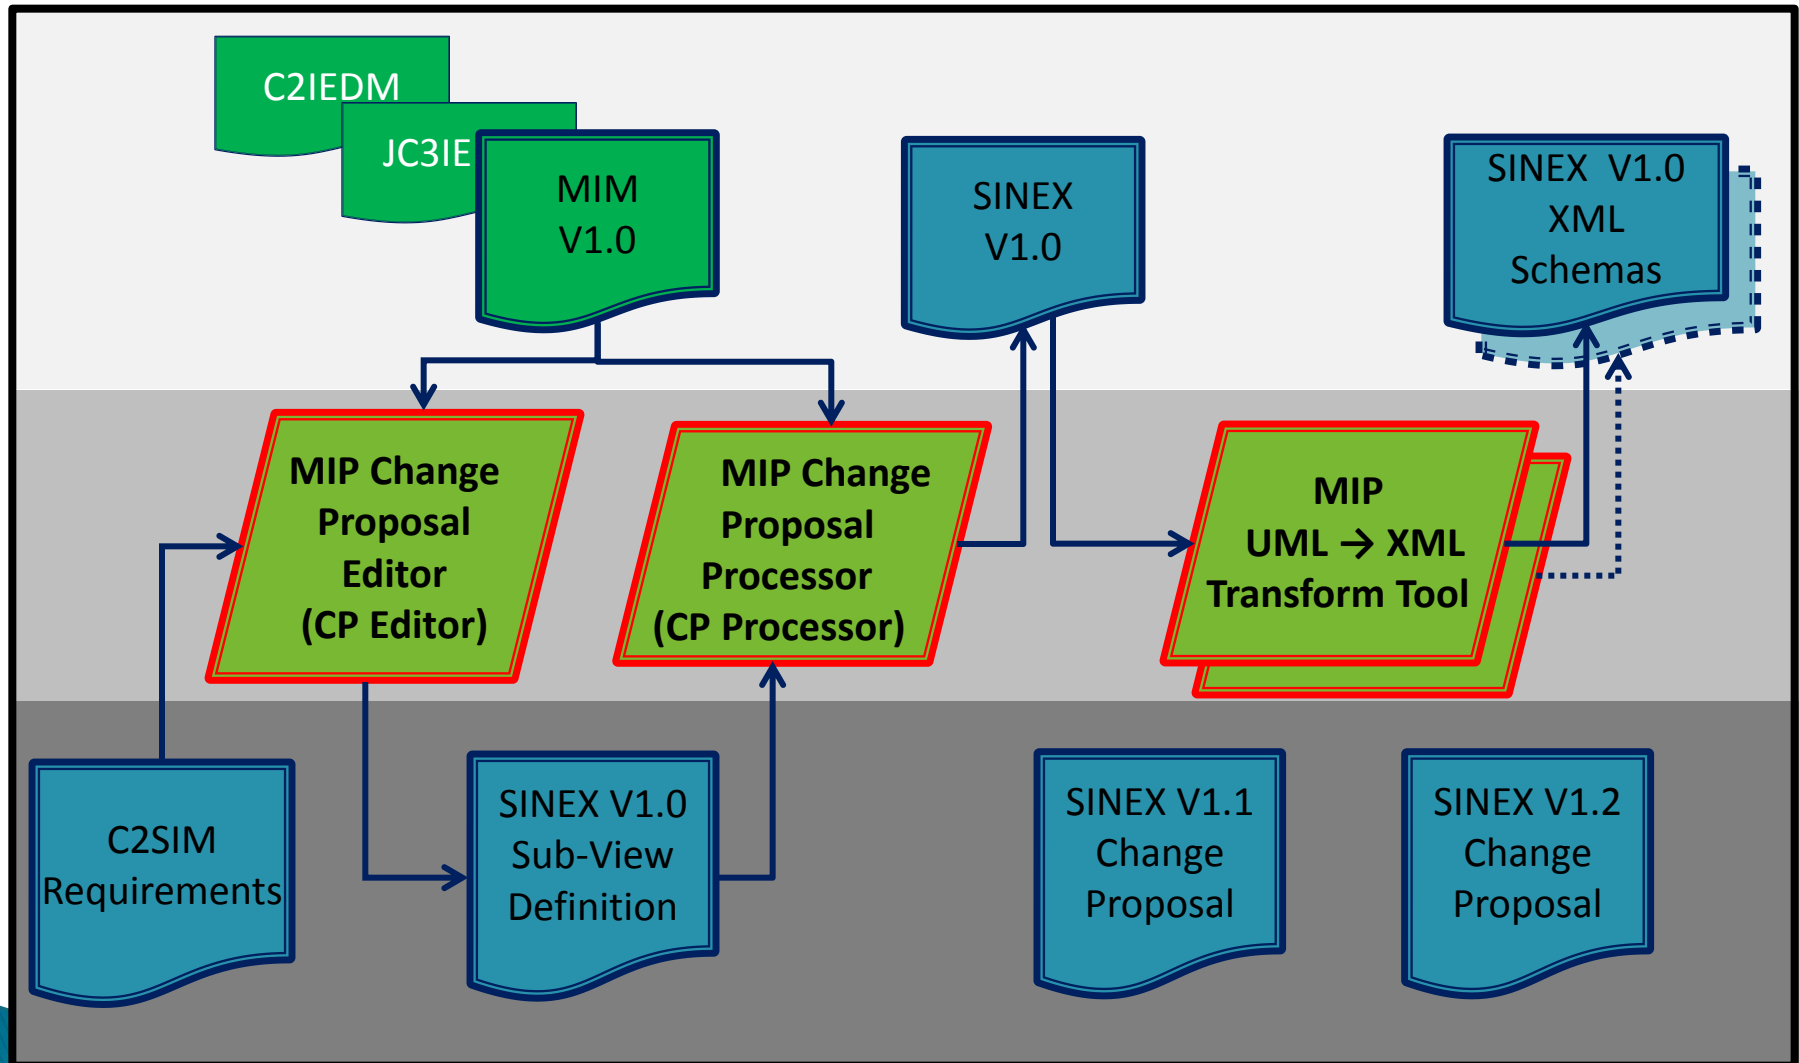 C2IEDM
JC3IE
MIM
V1.0
SINEX
V1.0
SINEX V1.0
XML
Schemas
MIP Change
Proposal
Editor
(CP Editor)
MIP Change
Proposal
Processor
(CP Processor)
MIP
UML → XML
Transform Tool
C2SIM
Requirements
SINEX V1.0
Sub-View
Definition
SINEX V1.1
Change
Proposal
SINEX V1.2
Change
Proposal